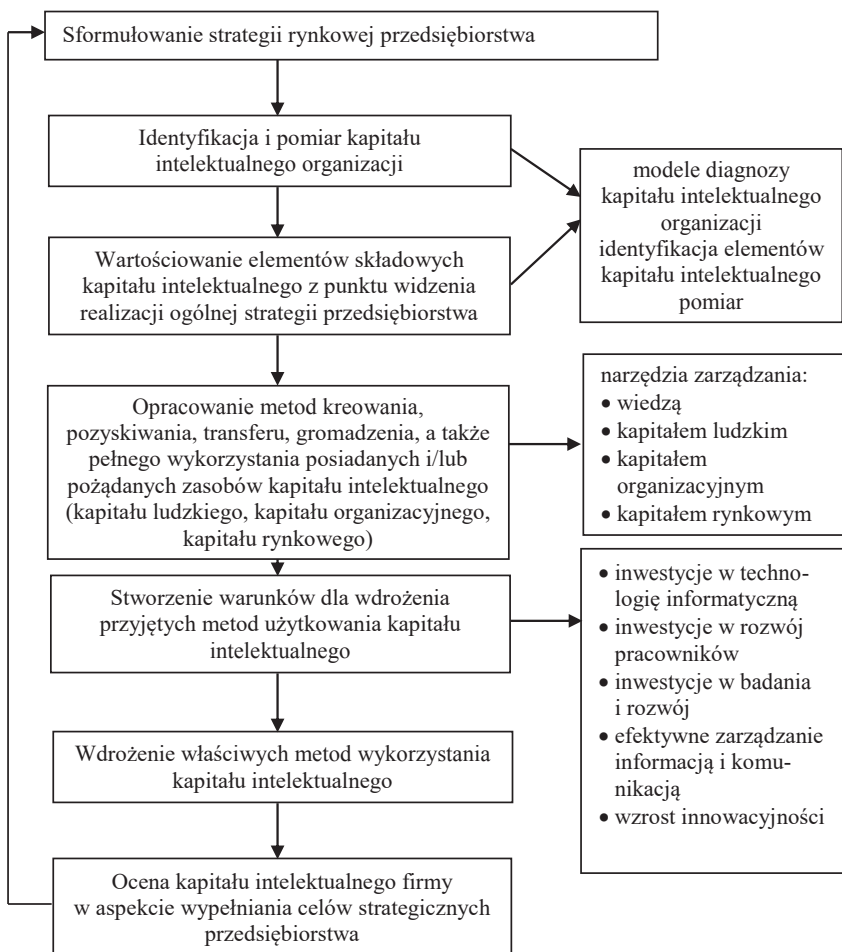 Sformułowanie strategii rynkowej przedsiębiorstwa
Identyfikacja i pomiar kapitału
intelektualnego organizacji
modele diagnozy
kapitału intelektualnego
organizacji
identyfikacja elementów
kapitału intelektualnego
pomiar
Wartościowanie elementów składowych
kapitału intelektualnego z punktu widzenia
realizacji ogólnej strategii przedsiębiorstwa
Opracowanie metod kreowania,
pozyskiwania, transferu, gromadzenia, a także
pełnego wykorzystania posiadanych i/lub
pożądanych zasobów kapitału intelektualnego
(kapitału ludzkiego, kapitału organizacyjnego,
kapitału rynkowego)
narzędzia zarządzania:
• wiedzą
• kapitałem ludzkim
• kapitałem
organizacyjnym
• kapitałem rynkowym
Stworzenie warunków dla wdrożenia
przyjętych metod użytkowania kapitału
intelektualnego
• inwestycje w techno-
logię informatyczną
• inwestycje w rozwój
pracowników
• inwestycje w badania
i rozwój
• efektywne zarządzanie
informacją i komu-
nikacją
• wzrost innowacyjności
Wdrożenie właściwych metod wykorzystania
kapitału intelektualnego
Ocena kapitału intelektualnego firmy
w aspekcie wypełniania celów strategicznych
przedsiębiorstwa